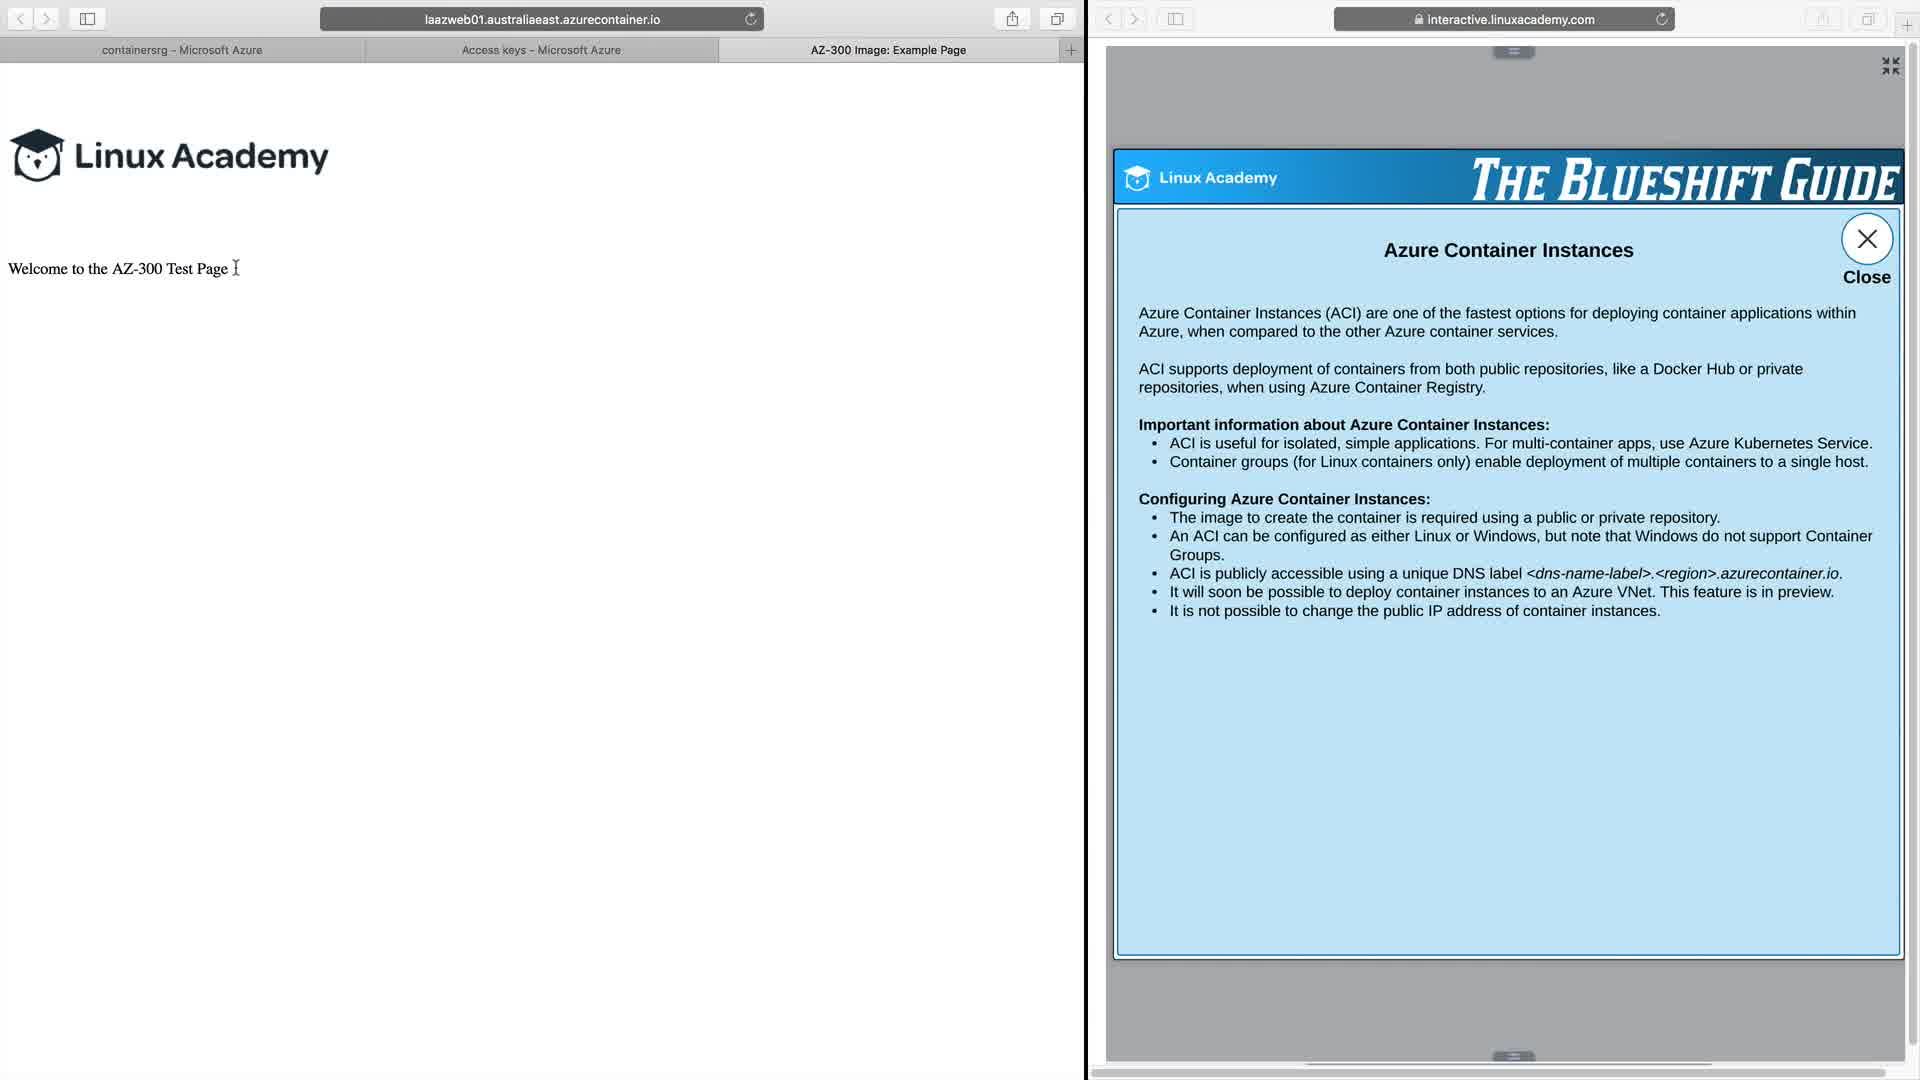 laazweb01.australiaeast.azurecontainer.io
containersrg – Microsoft Azure
Access keys – Microsoft Azure
AZ-300 Image: Example Page
Linux Academy
Welcome to the AZ-300 Test Page
interactive.linuxacademy.com
Linux Academy
THE BLUESHIFT GUIDE
Azure Container Instances
Close
Azure Container Instances (ACI) are one of the fastest options for deploying container applications within
Azure, when compared to the other Azure container services.
ACI supports deployment of containers from both public repositories, like a Docker Hub or private
repositories, when using Azure Container Registry.
Important information about Azure Container Instances:
• ACI is useful for isolated, simple applications. For multi-container apps, use Azure Kubernetes Service.
• Container groups (for Linux containers only) enable deployment of multiple containers to a single host.
Configuring Azure Container Instances:
• The image to create the container is required using a public or private repository.
• An ACI can be configured as either Linux or Windows, but note that Windows do not support Container
Groups.
• ACI is publicly accessible using a unique DNS label <dns-name-label>.<region>.azurecontainer.io.
• It will soon be possible to deploy container instances to an Azure VNet. This feature is in preview.
• It is not possible to change the public IP address of container instances.